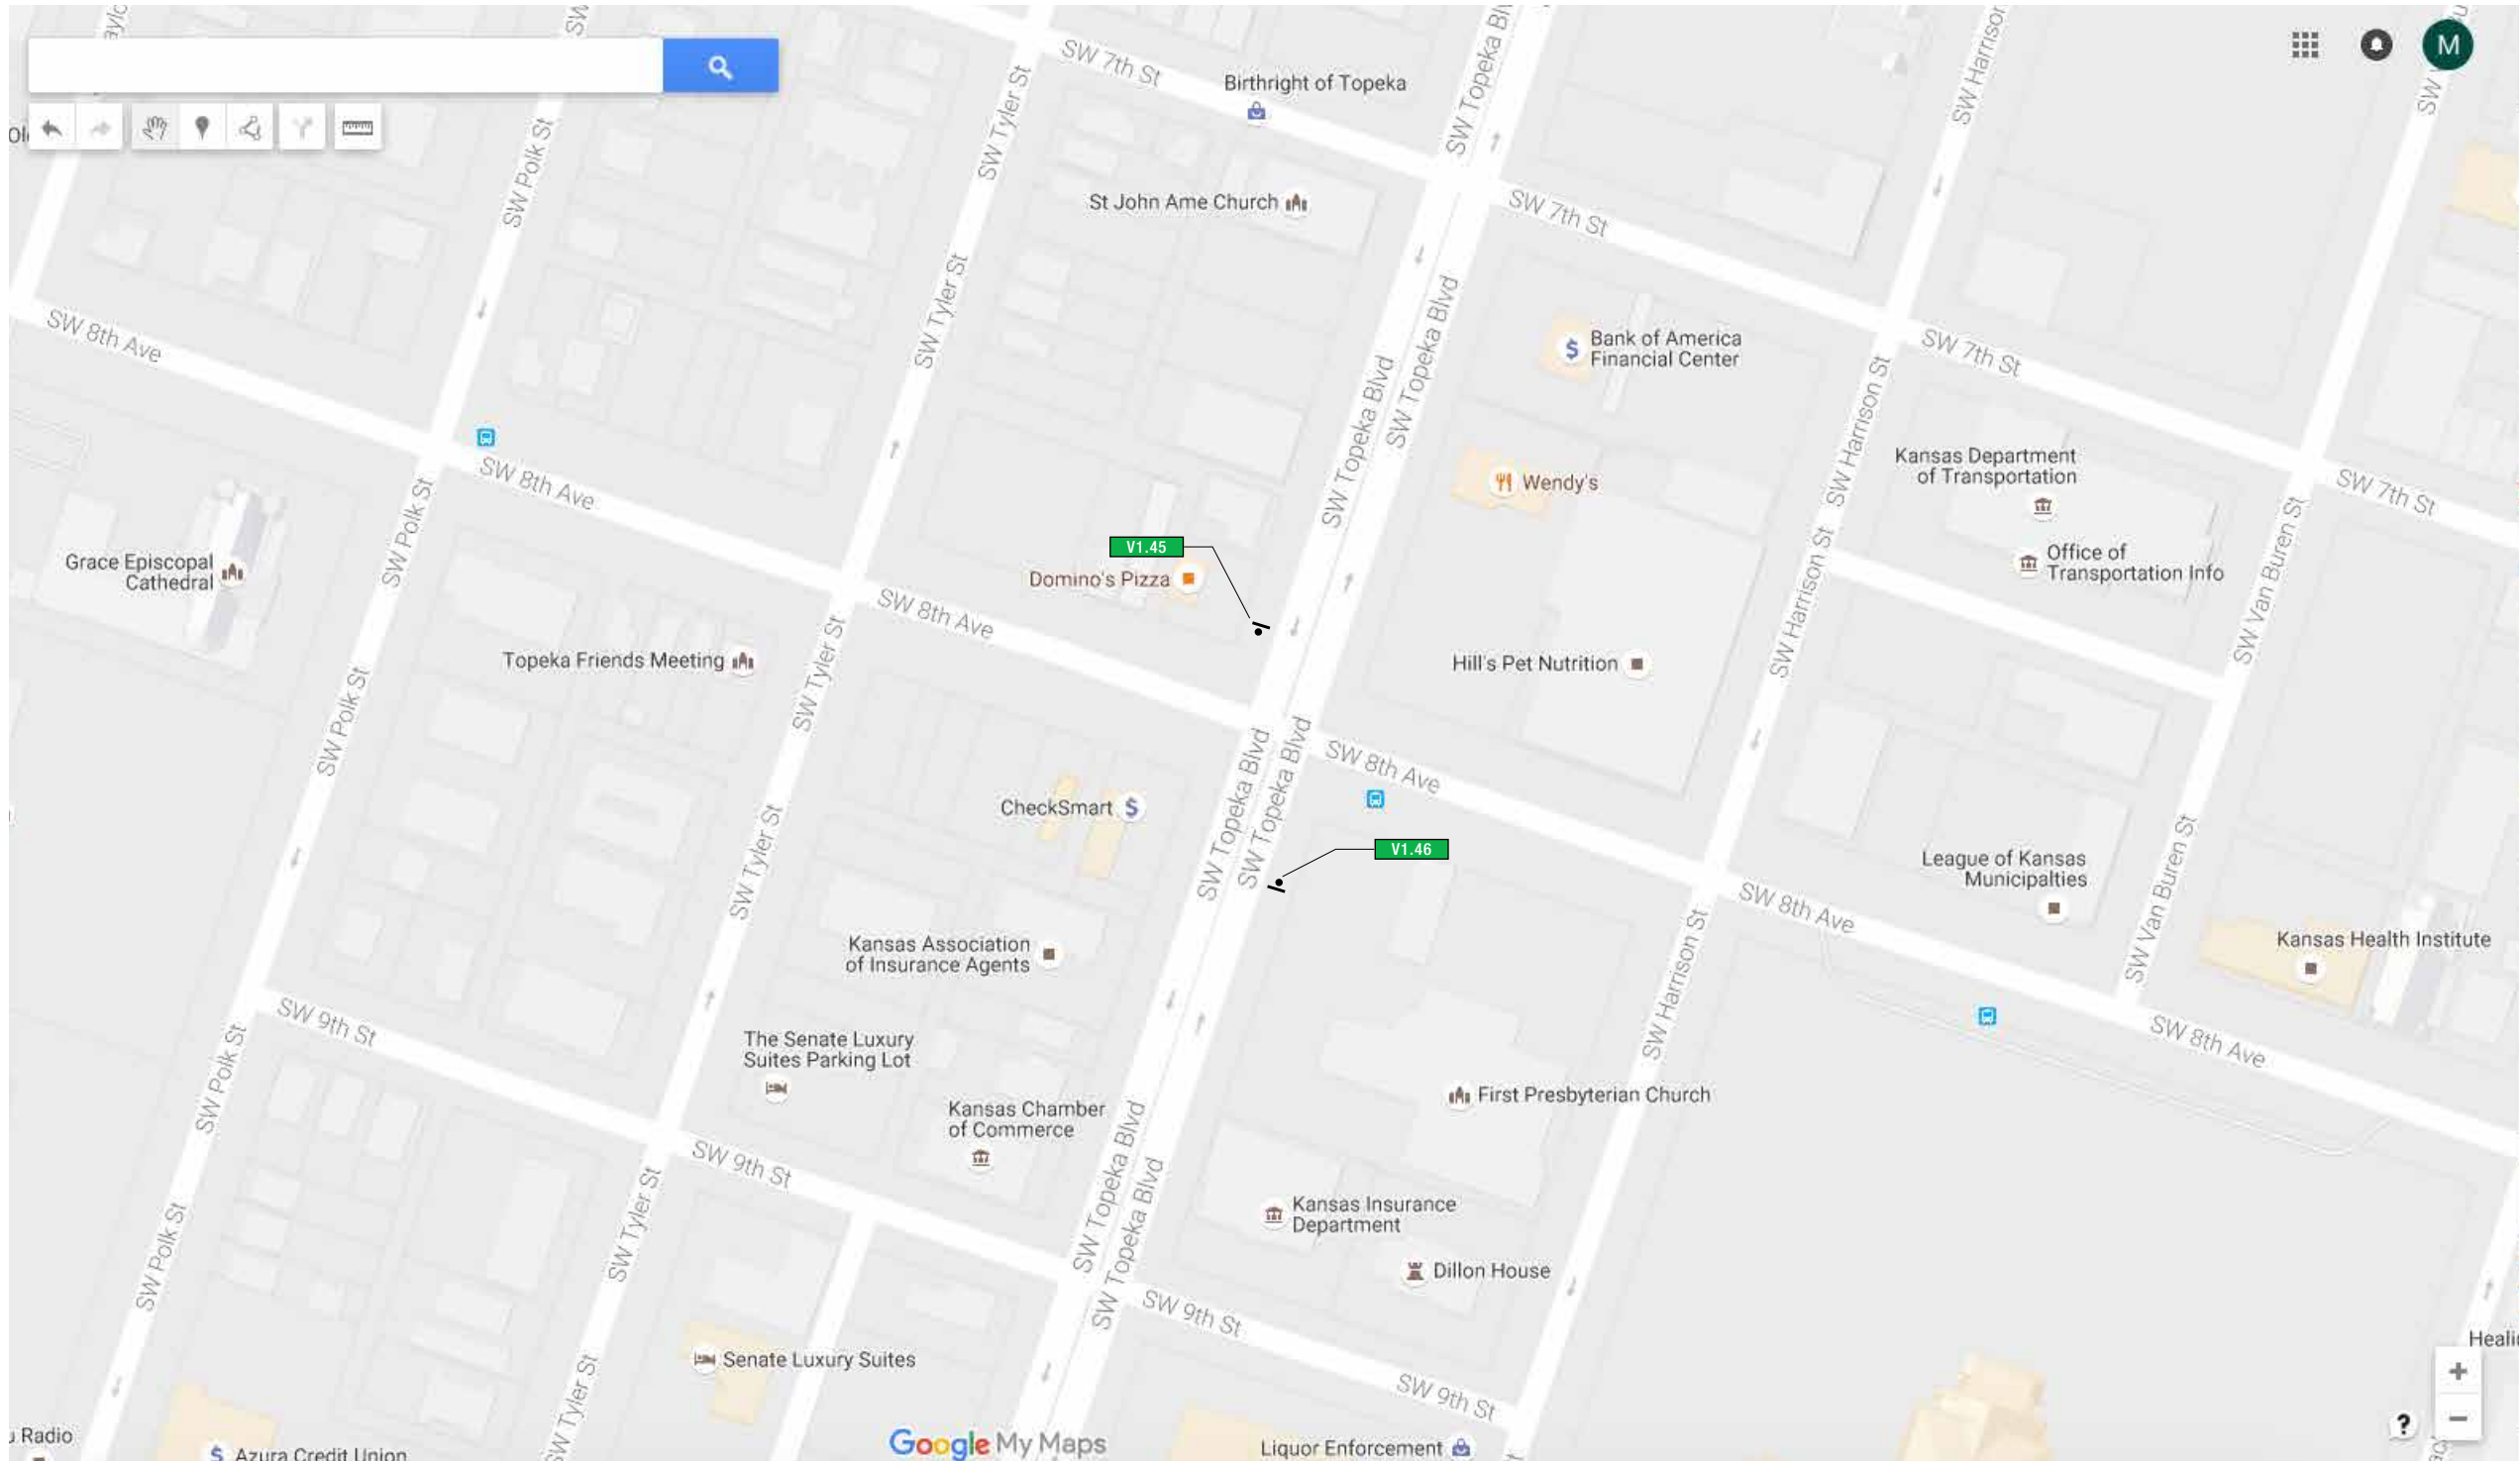 SW 7th St
Birthright of Topeka
SW Topeka Blvd
SW Harrison
SW Tyler St
SW Polk St
M
St John Ame Church
SW 7th St
SW 8th Ave
SW Tyler St
SW Topeka Blvd
SW Topeka Blvd
Bank of America
Financial Center
SW 7th St
SW Harrison St
SW Harrison St
Kansas Department
of Transportation
SW 7th St
SW 8th Ave
Wendy's
SW Polk St
V1.45
Grace Episcopal
Cathedral
Domino's Pizza
Office of
Transportation Info
SW Van Buren St
SW 8th Ave
SW Harrison St
Topeka Friends Meeting
SW Tyler St
Hill's Pet Nutrition
SW Polk St
SW Topeka Blvd
SW Topeka Blvd
SW 8th Ave
CheckSmart
SW Tyler St
V1.46
League of Kansas
Municipalties
SW 8th Ave
SW Van Buren St
Kansas Association
of Insurance Agents
Kansas Health Institute
SW Harrison St
SW 9th St
SW Polk St
The Senate Luxury
Suites Parking Lot
SW 8th Ave
Kansas Chamber
of Commerce
First Presbyterian Church
SW 9th St
SW Topeka Blvd
SW Topeka Blvd
SW Tyler St
SW Polk St
Kansas Insurance
Department
Dillon House
SW 9th St
Senate Luxury Suites
SW Tyler St
SW 9th St
Radio
Azura Credit Union
Google My Maps
Liquor Enforcement
+
?
−